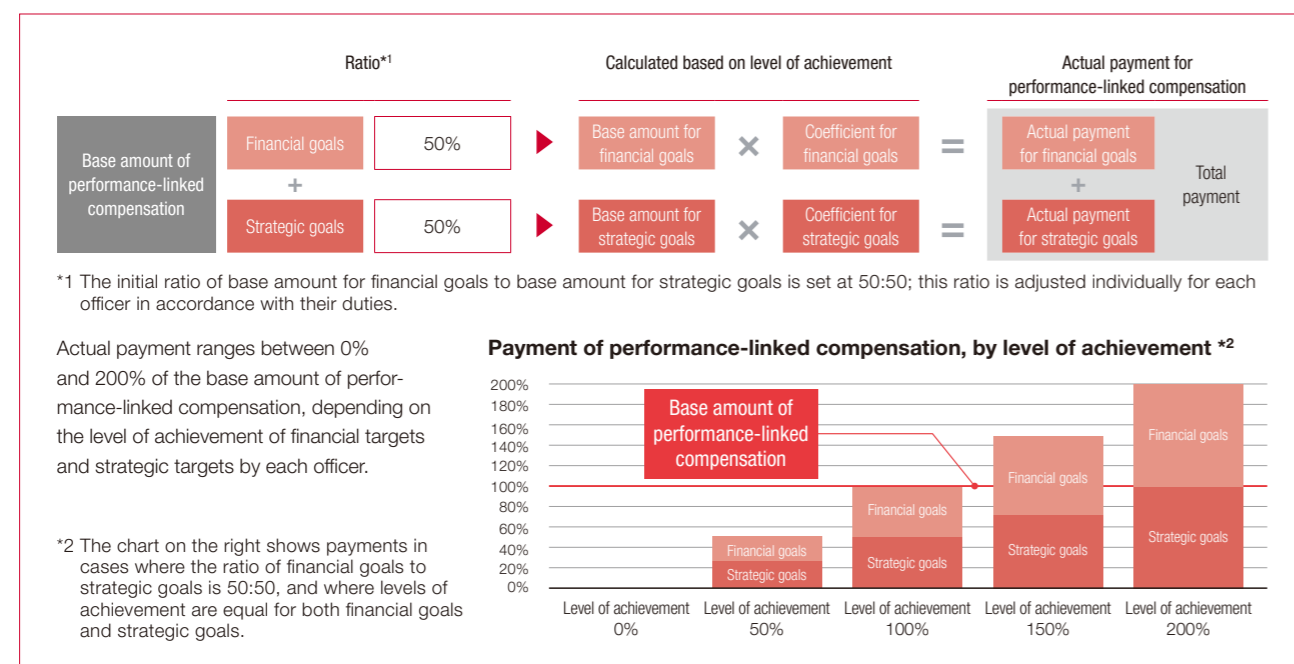 Ratio*1
Calculated based on level of achievement
Actual payment for
performance-linked compensation
Base amount of
performance-linked
compensation
Financial goals
50%
Base amount for
financial goals
×
Coefficient for
financial goals
=
Actual payment
for financial goals
+
+
Total
payment
Strategic goals
50%
Base amount for
strategic goals
×
Coefficient for
strategic goals
=
Actual payment
for strategic goals
*1 The initial ratio of base amount for financial goals to base amount for strategic goals is set at 50:50; this ratio is adjusted individually for each
officer in accordance with their duties.
Actual payment ranges between 0%
and 200% of the base amount of perfor-
mance-linked compensation, depending on
the level of achievement of financial targets
and strategic targets by each officer.
*2 The chart on the right shows payments in
cases where the ratio of financial goals to
strategic goals is 50:50, and where levels of
achievement are equal for both financial goals
and strategic goals.
Payment of performance-linked compensation, by level of achievement *2
200%
180%
160%
140%
120%
100%
80%
60%
40%
20%
0%
Base amount of
performance-linked
compensation
Financial goals
Strategic goals
Financial goals
Strategic goals
Financial goals
Strategic goals
Financial goals
Strategic goals
Level of achievement
0%
Level of achievement
50%
Level of achievement
100%
Level of achievement
150%
Level of achievement
200%